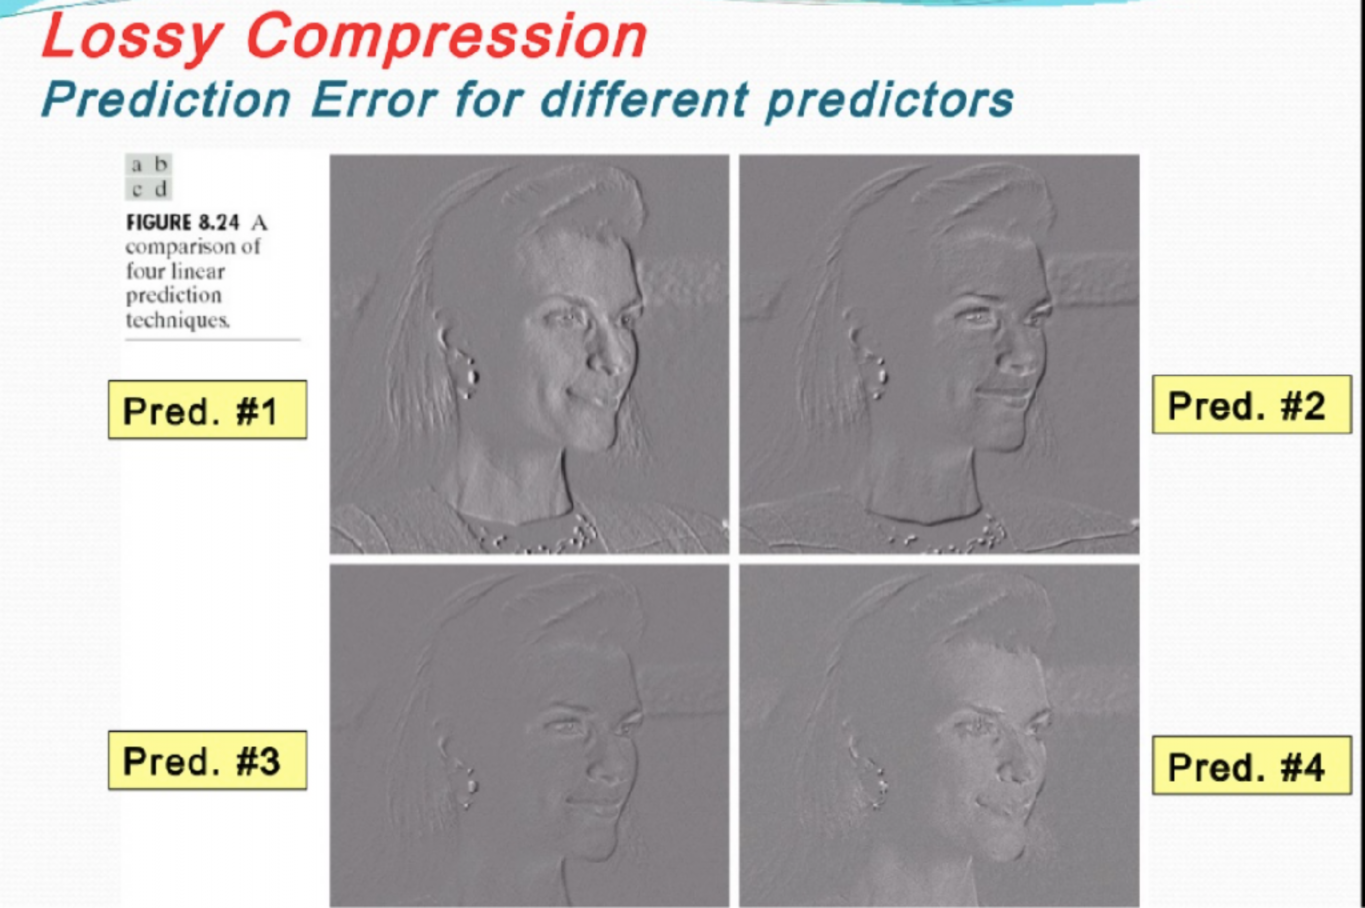 Lossy Compression
Prediction Error for different predictors
a b
c d
FIGURE 8.24 A
comparison of
four linear
prediction
techniques.
Pred. #1
Pred. #2
Pred. #3
Pred. #4